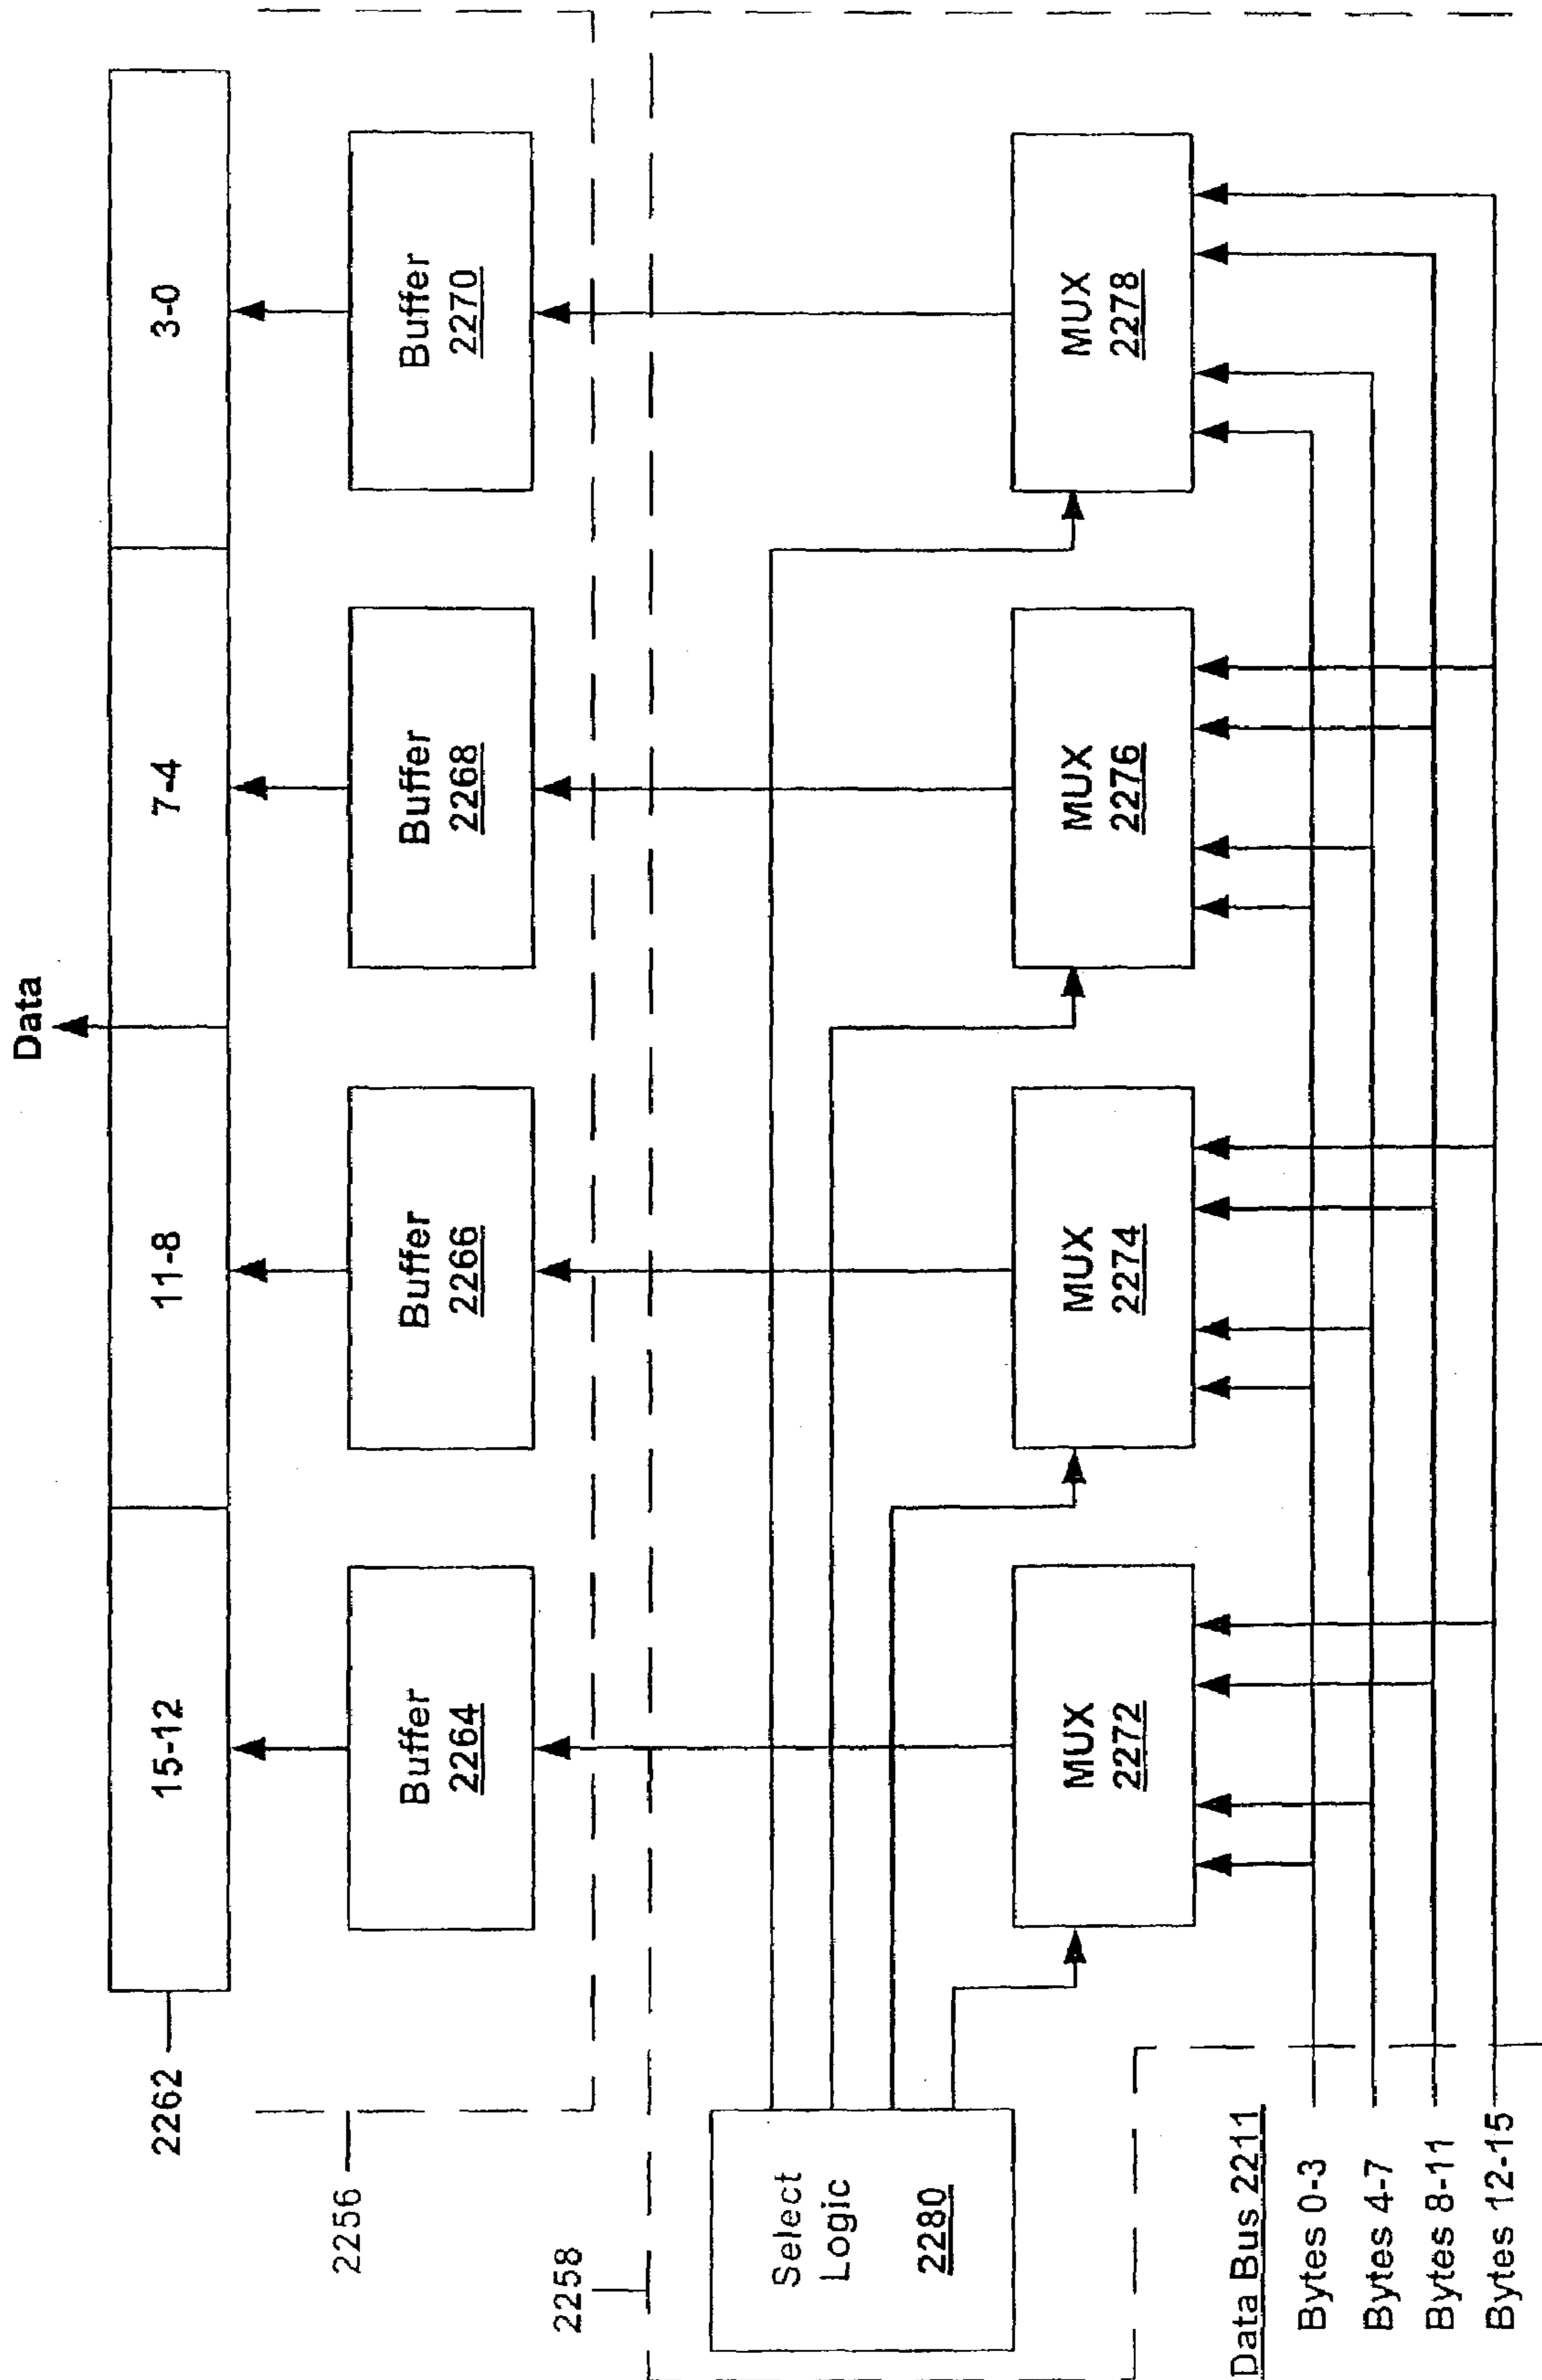 Data
2262
15-12
11-8
7-4
3-0
2256
Buffer
2264
Buffer
2266
Buffer
2268
Buffer
2270
2258
Select
Logic
2280
MUX
2272
MUX
2274
MUX
2276
MUX
2278
Data Bus 2211
Bytes 0-3
Bytes 4-7
Bytes 8-11
Bytes 12-15